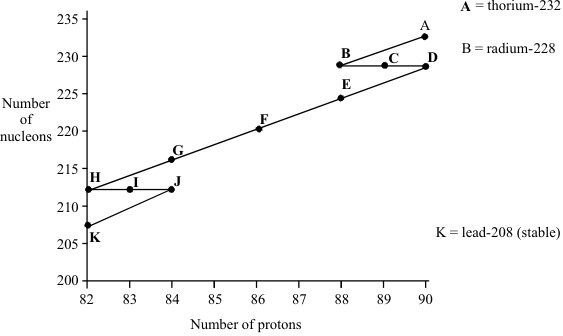 A = thorium-232
235
A
B
C
D
B = radium-228
230
E
225
Number
of
nucleons
F
220
G
215
H
I
J
210
K
K = lead-208 (stable)
205
200
82 83 84 85 86 87 88 89 90
Number of protons